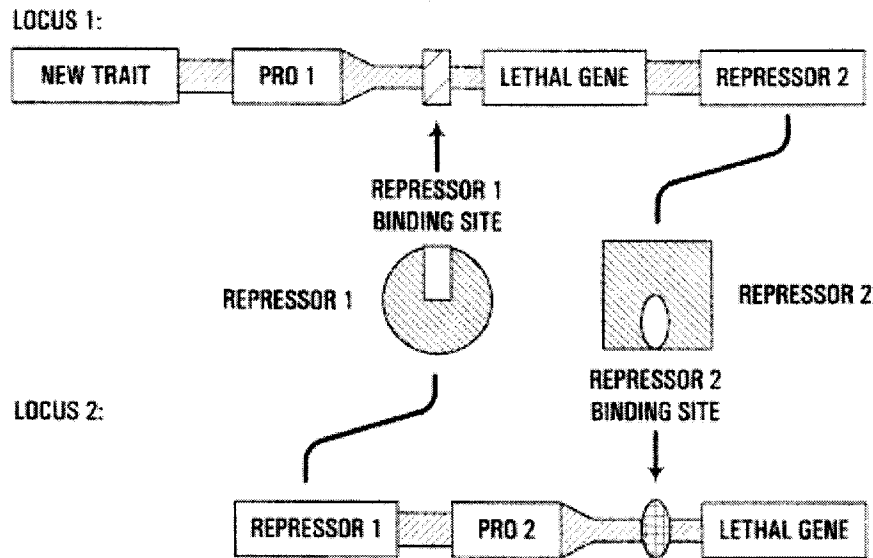 LOCUS 1:
NEW TRAIT
PRO 1
LETHAL GENE
REPRESSOR 2
REPRESSOR 1
BINDING SITE
REPRESSOR 1
REPRESSOR 2
REPRESSOR 2
BINDING SITE
LOCUS 2:
REPRESSOR 1
PRO 2
LETHAL GENE